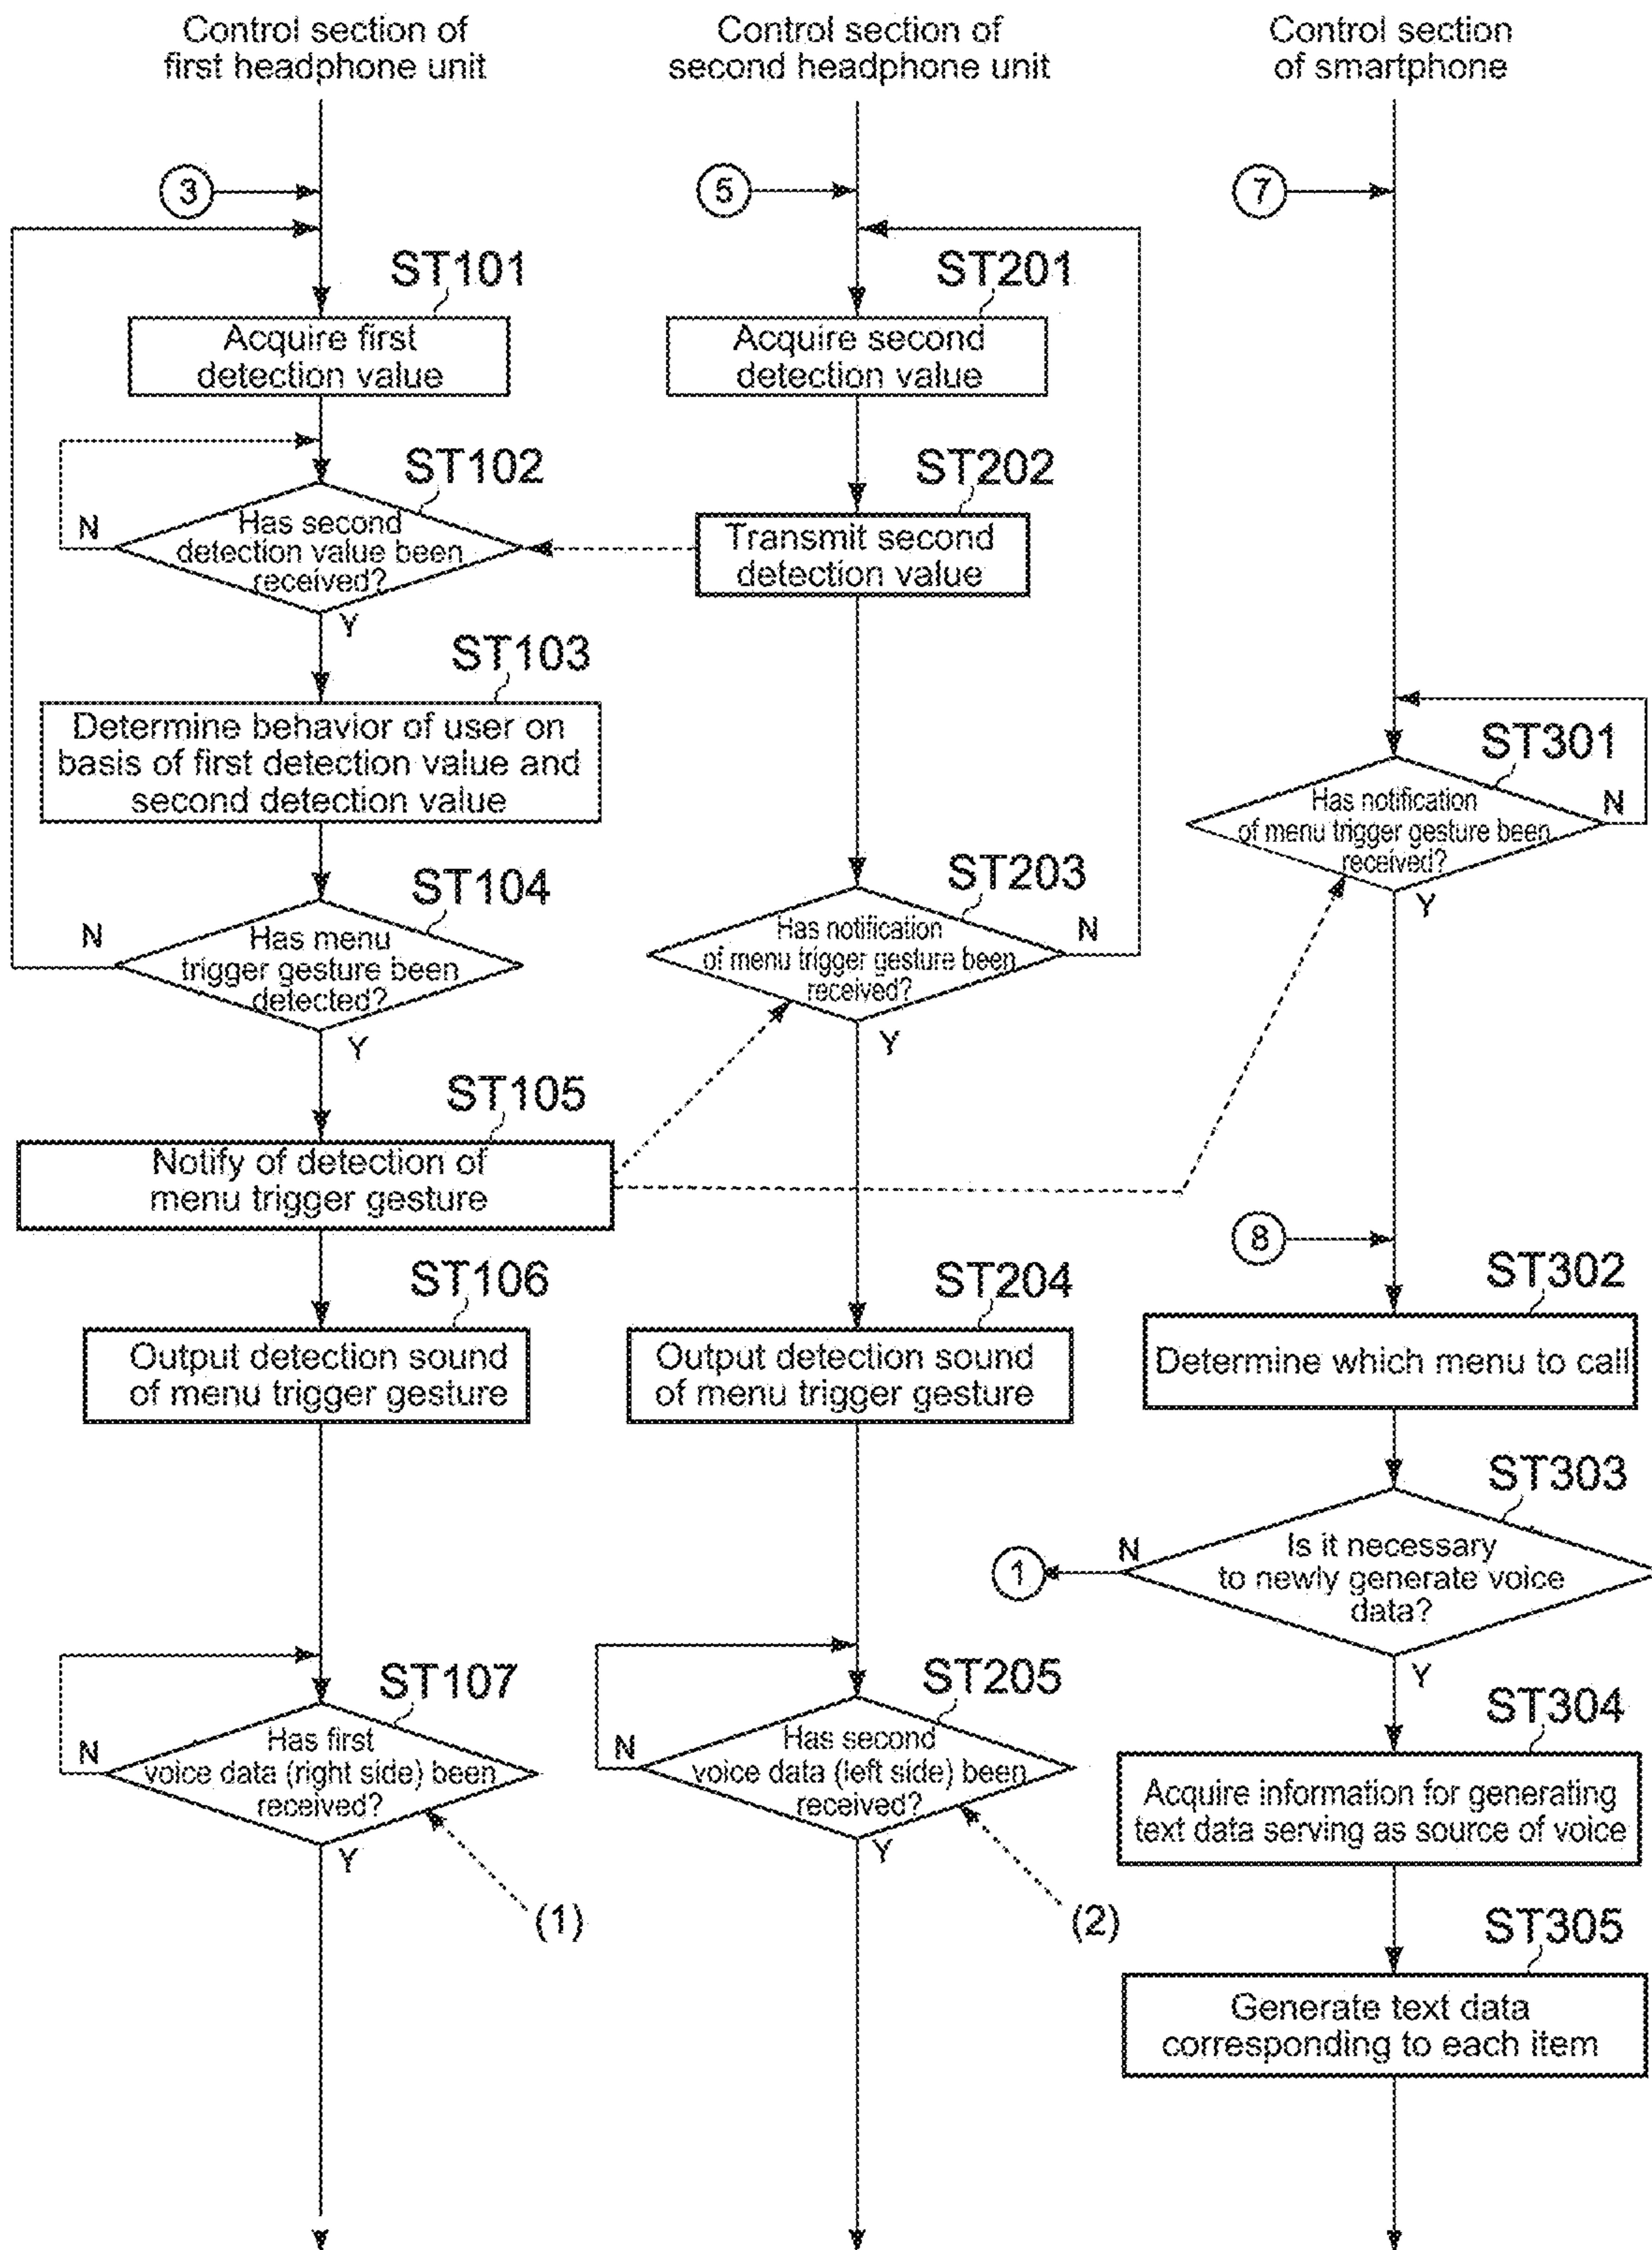 Control section of
first headphone unit
Control section of
second headphone unit
Control section
of smartphone
3
5
7
ST101
Acquire first
detection value
ST201
Acquire second
detection value
ST102
Has second
detection value been
received?
N
Y
ST202
Transmit second
detection value
ST103
Determine behavior of user on
basis of first detection value and
second detection value
ST301
Has notification
of menu trigger gesture been
received?
N
Y
ST104
Has menu
trigger gesture been
detected?
N
Y
ST203
Has notification
of menu trigger gesture been
received?
N
Y
ST105
Notify of detection of
menu trigger gesture
8
ST106
Output detection sound
of menu trigger gesture
ST204
Output detection sound
of menu trigger gesture
ST302
Determine which menu to call
ST303
Is it necessary
to newly generate voice
data?
N
1
Y
ST107
Has first
voice data (right side) been
received?
N
Y
(1)
ST205
Has second
voice data (left side) been
received?
N
Y
(2)
ST304
Acquire information for generating
text data serving as source of voice
ST305
Generate text data
corresponding to each item